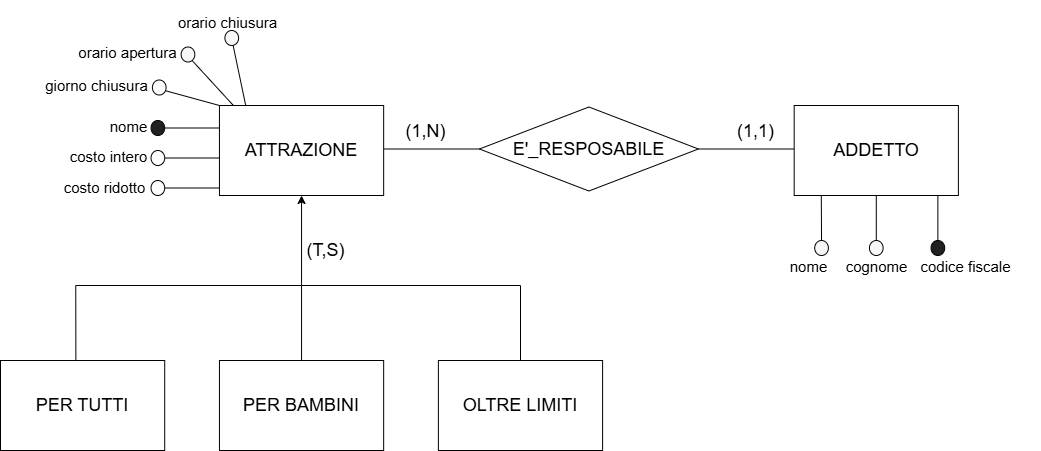 orario chiusura
orario apertura
giorno chiusura
nome
costo intero
costo ridotto
ATTRAZIONE
(1,N)
E'_RESPOSABILE
(1,1)
ADDETTO
nome
cognome
codice fiscale
(T,S)
PER TUTTI
PER BAMBINI
OLTRE LIMITI